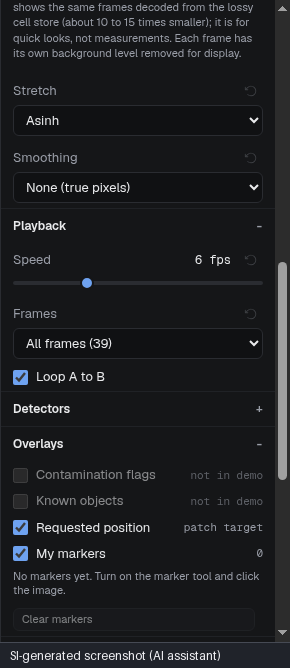 shows the same frames decoded from the lossy
cell store (about 10 to 15 times smaller); it is for
quick looks, not measurements. Each frame has
its own background level removed for display.
Stretch
Asinh
Smoothing
None (true pixels)
Playback
−
Speed
6 fps
Frames
All frames (39)
Loop A to B
Detectors
+
Overlays
−
Contamination flags
not in demo
Known objects
not in demo
Requested position
patch target
My markers
0
No markers yet. Turn on the marker tool and click
the image.
Clear markers
SI-generated screenshot (AI assistant)